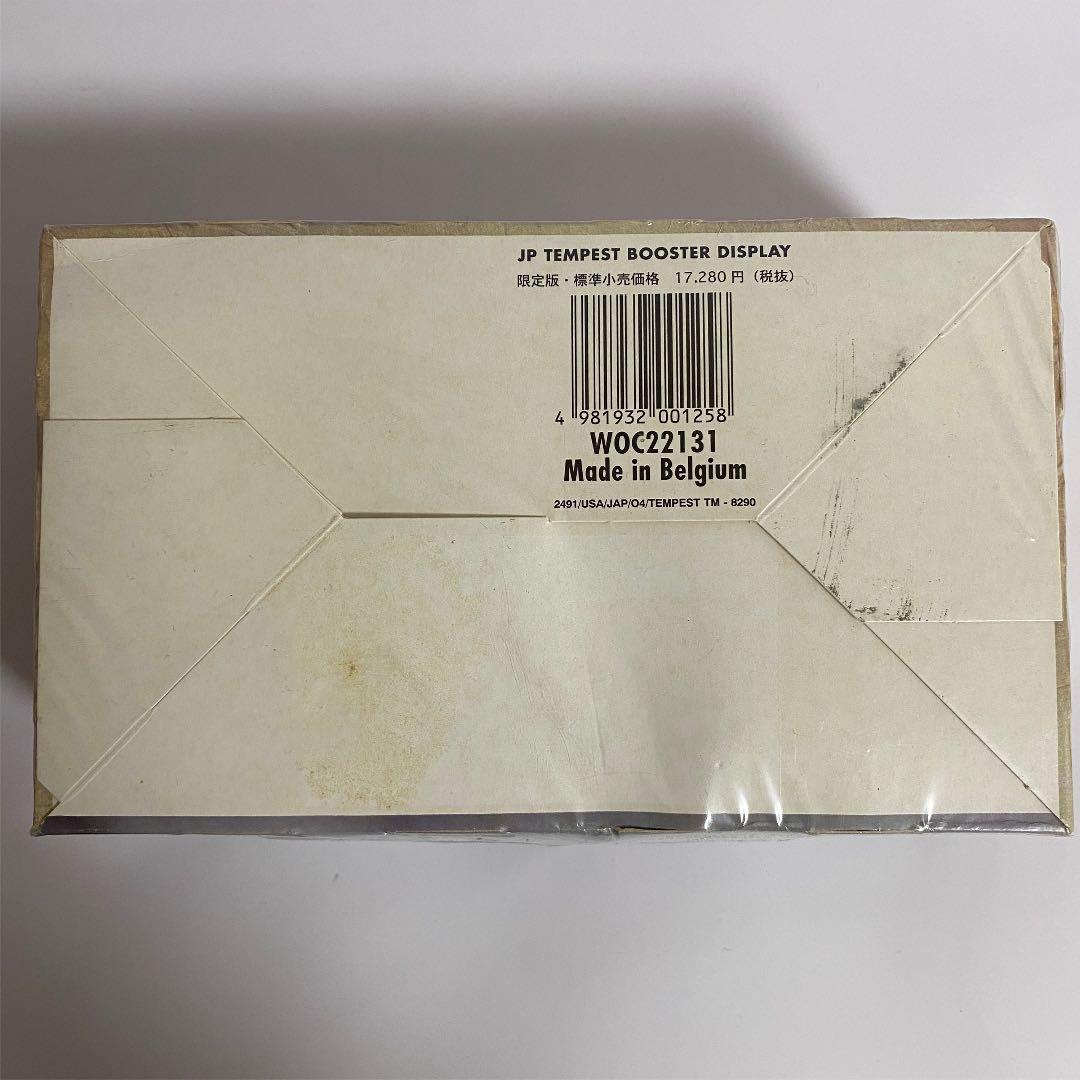 JP TEMPEST BOOSTER DISPLAY
限定版・標準小売価格 17,280円（税抜）
4 981932 001258
WOC22131
Made in Belgium
2491/USA/JAP/O4/TEMPEST TM - 8290